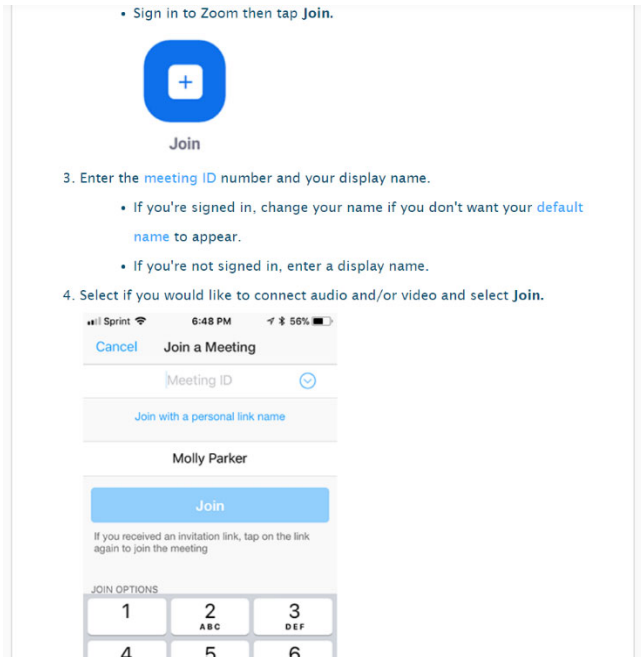 • Sign in to Zoom then tap Join.
+
Join
3. Enter the meeting ID number and your display name.
• If you're signed in, change your name if you don't want your default
name to appear.
• If you're not signed in, enter a display name.
4. Select if you would like to connect audio and/or video and select Join.
Sprint 6:48 PM 56%
Cancel Join a Meeting
Meeting ID
Join with a personal link name
Molly Parker
Join
If you received an invitation link, tap on the link
again to join the meeting
JOIN OPTIONS
1 2 3
ABC DEF
4 5 6